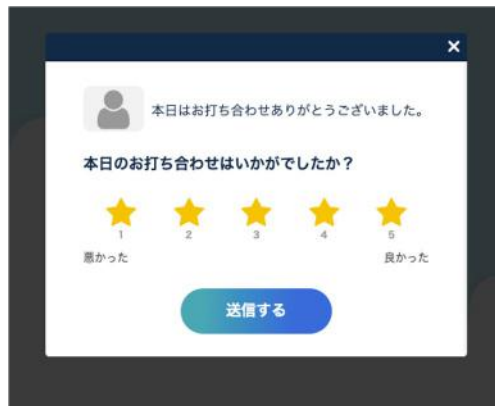 ×
本日はお打ち合わせありがとうございました。
本日のお打ち合わせはいかがでしたか？
1 2 3 4 5
悪かった 良かった
送信する